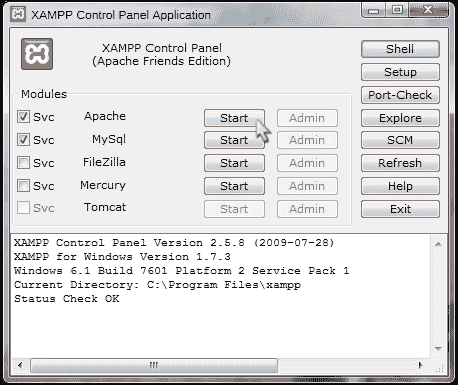 XAMPP Control Panel Application
XAMPP Control Panel
(Apache Friends Edition)
Shell
Setup
Port-Check
Explore
SCM
Refresh
Help
Exit
Modules
Svc Apache Start Admin
Svc MySql Start Admin
Svc FileZilla Start Admin
Svc Mercury Start Admin
Svc Tomcat Start Admin
XAMPP Control Panel Version 2.5.8 (2009-07-28)
XAMPP for Windows Version 1.7.3
Windows 6.1 Build 7601 Platform 2 Service Pack 1
Current Directory: C:\Program Files\xampp
Status Check OK